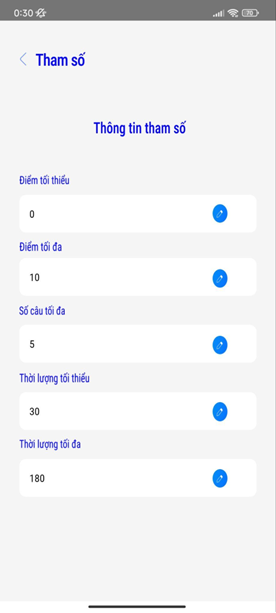 0:30
70
Tham số
Thông tin tham số
Điểm tối thiểu
0
Điểm tối đa
10
Số câu tối đa
5
Thời lượng tối thiểu
30
Thời lượng tối đa
180